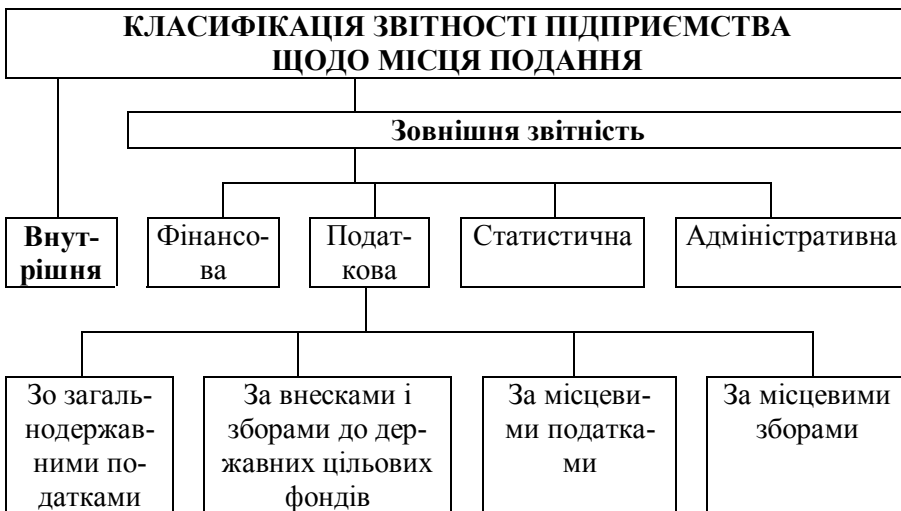 КЛАСИФІКАЦІЯ ЗВІТНОСТІ ПІДПРИЄМСТВА
ЩОДО МІСЦЯ ПОДАННЯ
Зовнішня звітність
Внут-
рішня
Фінансо-
ва
Подат-
кова
Статистична
Адміністративна
Зо загаль-
нодержав-
ними по-
датками
За внесками і
зборами до дер-
жавних цільових
фондів
За місцеви-
ми податка-
ми
За місцевими
зборами